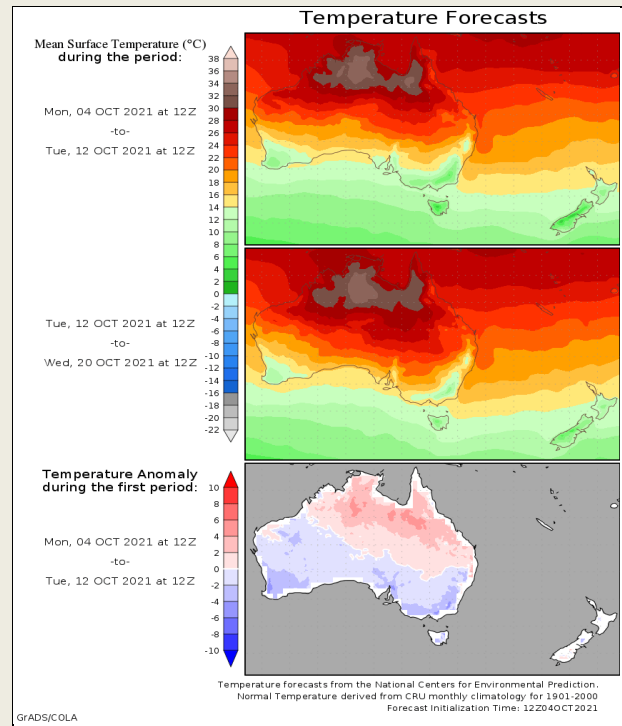 Temperature Forecasts
Mean Surface Temperature (°C)
during the period:
38
36
34
32
30
28
26
24
22
20
18
16
14
12
10
8
6
4
2
0
-2
-4
-6
-8
-10
-12
-14
-16
-18
-20
-22
Mon, 04 OCT 2021 at 12Z
-to-
Tue, 12 OCT 2021 at 12Z
Tue, 12 OCT 2021 at 12Z
-to-
Wed, 20 OCT 2021 at 12Z
Temperature Anomaly
during the first period:
10
8
6
4
2
0
-2
-4
-6
-8
-10
Mon, 04 OCT 2021 at 12Z
-to-
Tue, 12 OCT 2021 at 12Z
Temperature forecasts from the National Centers for Environmental Prediction.
Normal Temperature derived from CRU monthly climatology for 1901-2000
Forecast Initialization Time: 12Z04OCT2021
GrADS/COLA